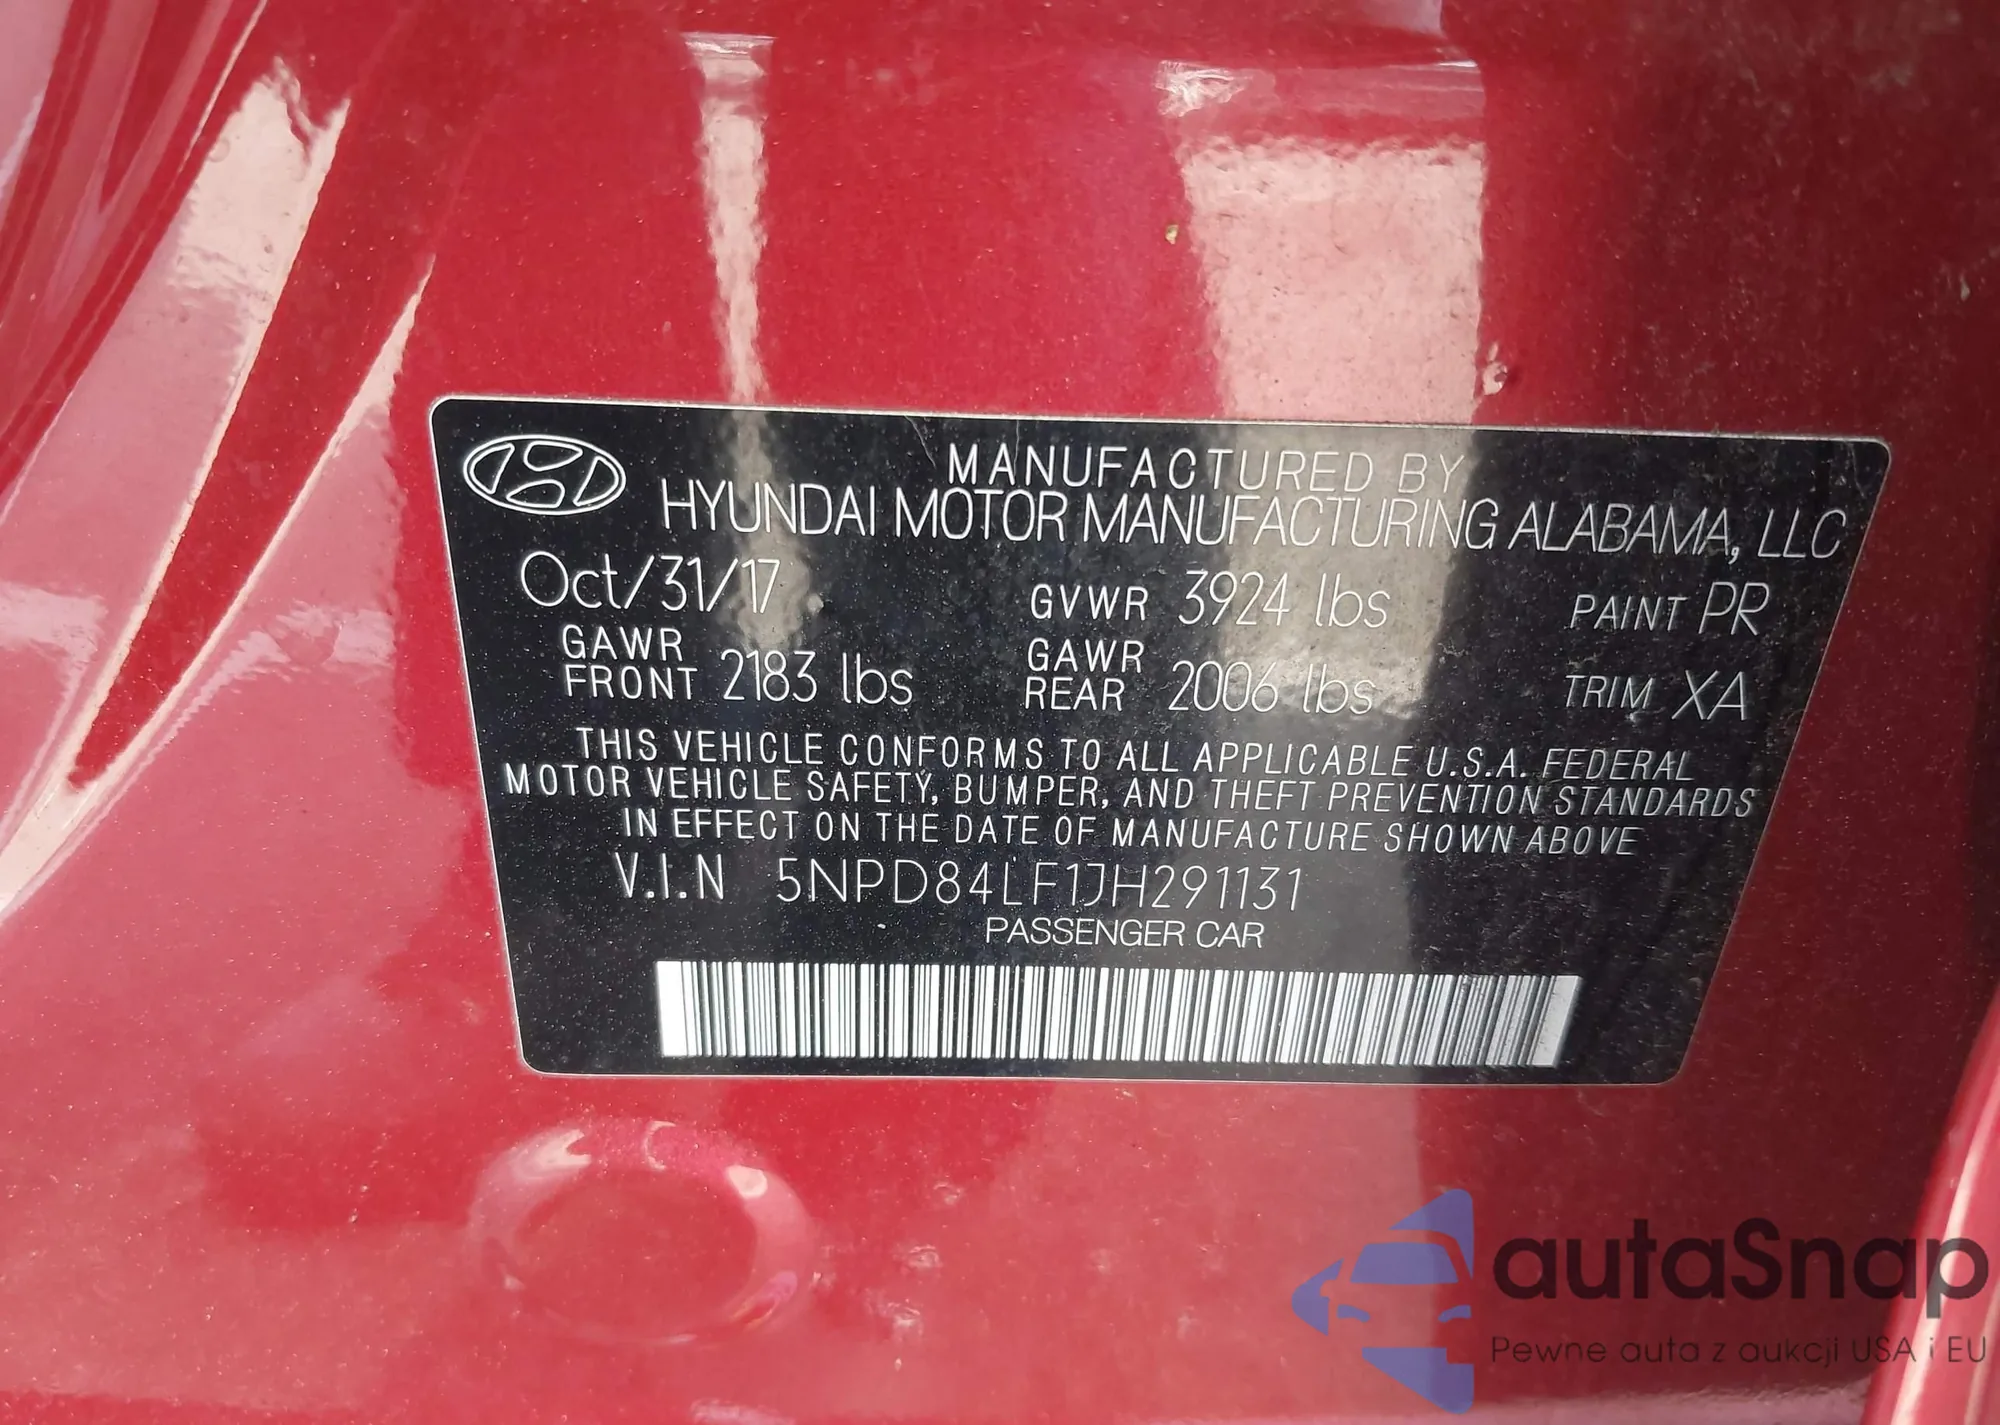 MANUFACTURED BY
HYUNDAI MOTOR MANUFACTURING ALABAMA, LLC
Oct/31/17 GVWR 3924 lbs PAINT PR
GAWR FRONT 2183 lbs GAWR REAR 2006 lbs TRIM XA
THIS VEHICLE CONFORMS TO ALL APPLICABLE U.S.A. FEDERAL
MOTOR VEHICLE SAFETY, BUMPER, AND THEFT PREVENTION STANDARDS
IN EFFECT ON THE DATE OF MANUFACTURE SHOWN ABOVE
V.I.N 5NPD84LF1JH291131
PASSENGER CAR
autaSnap
Pewne auta z aukcji USA i EU